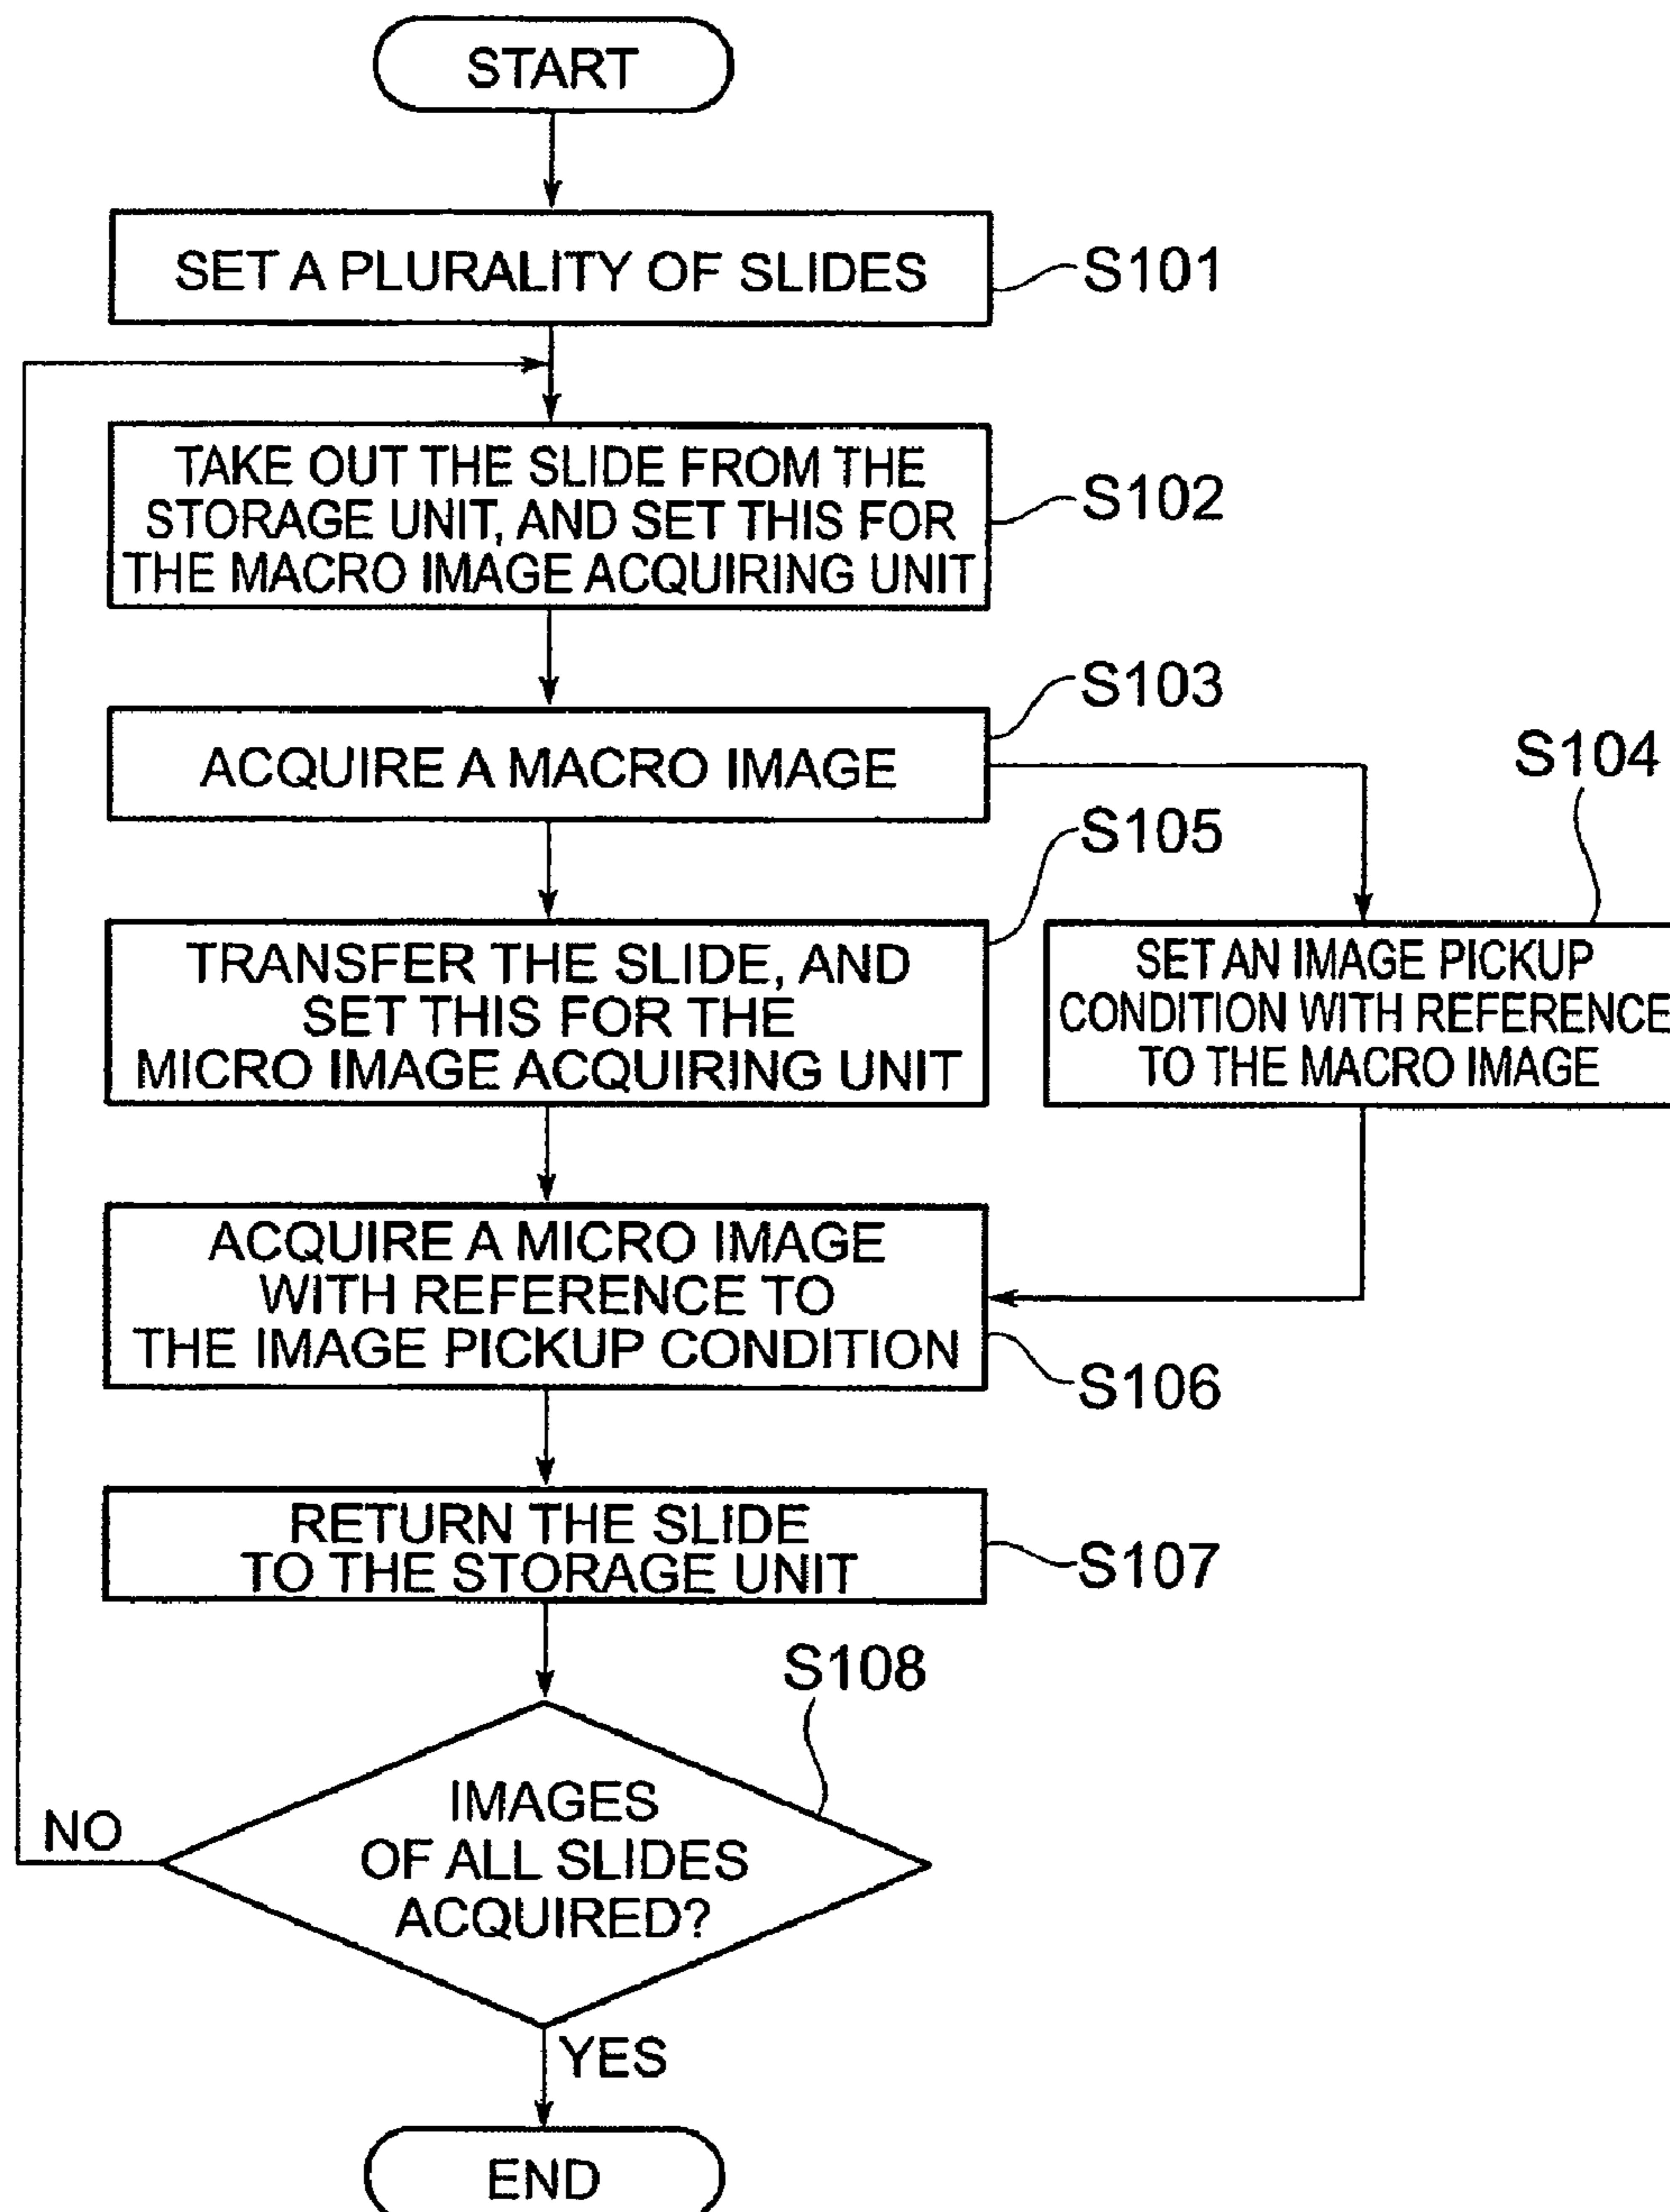 START
SET A PLURALITY OF SLIDES
S101
TAKE OUT THE SLIDE FROM THE
STORAGE UNIT, AND SET THIS FOR
THE MACRO IMAGE ACQUIRING UNIT
S102
S103
ACQUIRE A MACRO IMAGE
S104
S105
TRANSFER THE SLIDE, AND
SET THIS FOR THE
MICRO IMAGE ACQUIRING UNIT
SET AN IMAGE PICKUP
CONDITION WITH REFERENCE
TO THE MACRO IMAGE
ACQUIRE A MICRO IMAGE
WITH REFERENCE TO
THE IMAGE PICKUP CONDITION
S106
RETURN THE SLIDE
TO THE STORAGE UNIT
S107
S108
IMAGES
OF ALL SLIDES
ACQUIRED?
NO
YES
END